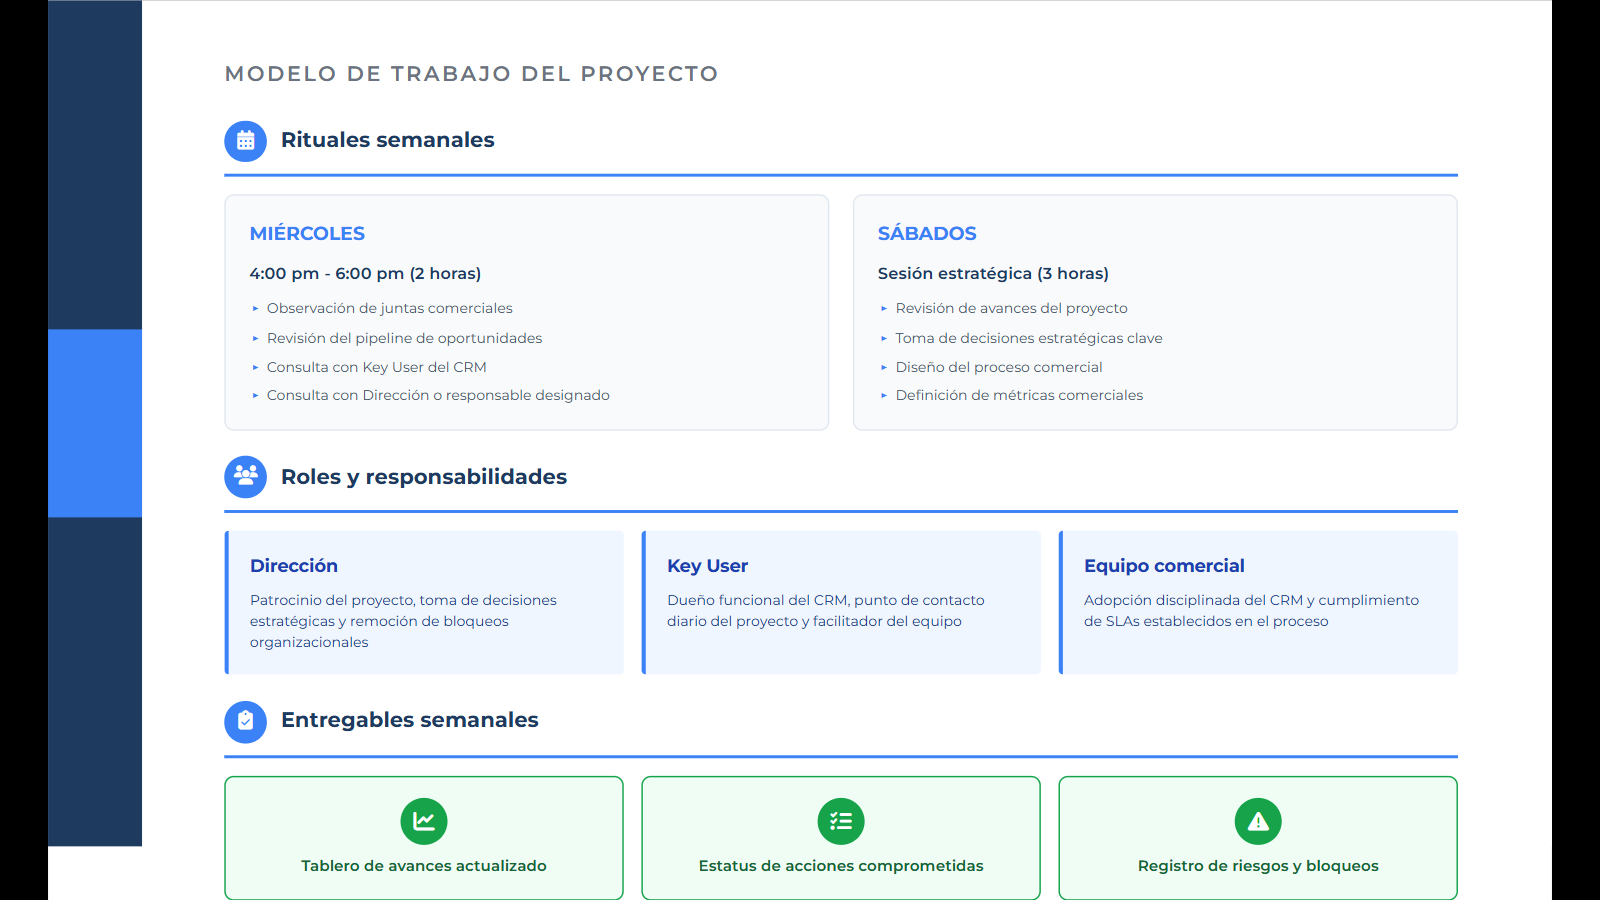 MODELO DE TRABAJO DEL PROYECTO
Rituales semanales
MIÉRCOLES
4:00 pm - 6:00 pm (2 horas)
▸ Observación de juntas comerciales
▸ Revisión del pipeline de oportunidades
▸ Consulta con Key User del CRM
▸ Consulta con Dirección o responsable designado
SÁBADOS
Sesión estratégica (3 horas)
▸ Revisión de avances del proyecto
▸ Toma de decisiones estratégicas clave
▸ Diseño del proceso comercial
▸ Definición de métricas comerciales
Roles y responsabilidades
Dirección
Patrocinio del proyecto, toma de decisiones
estratégicas y remoción de bloqueos
organizacionales
Key User
Dueño funcional del CRM, punto de contacto
diario del proyecto y facilitador del equipo
Equipo comercial
Adopción disciplinada del CRM y cumplimiento
de SLAs establecidos en el proceso
Entregables semanales
Tablero de avances actualizado
Estatus de acciones comprometidas
Registro de riesgos y bloqueos